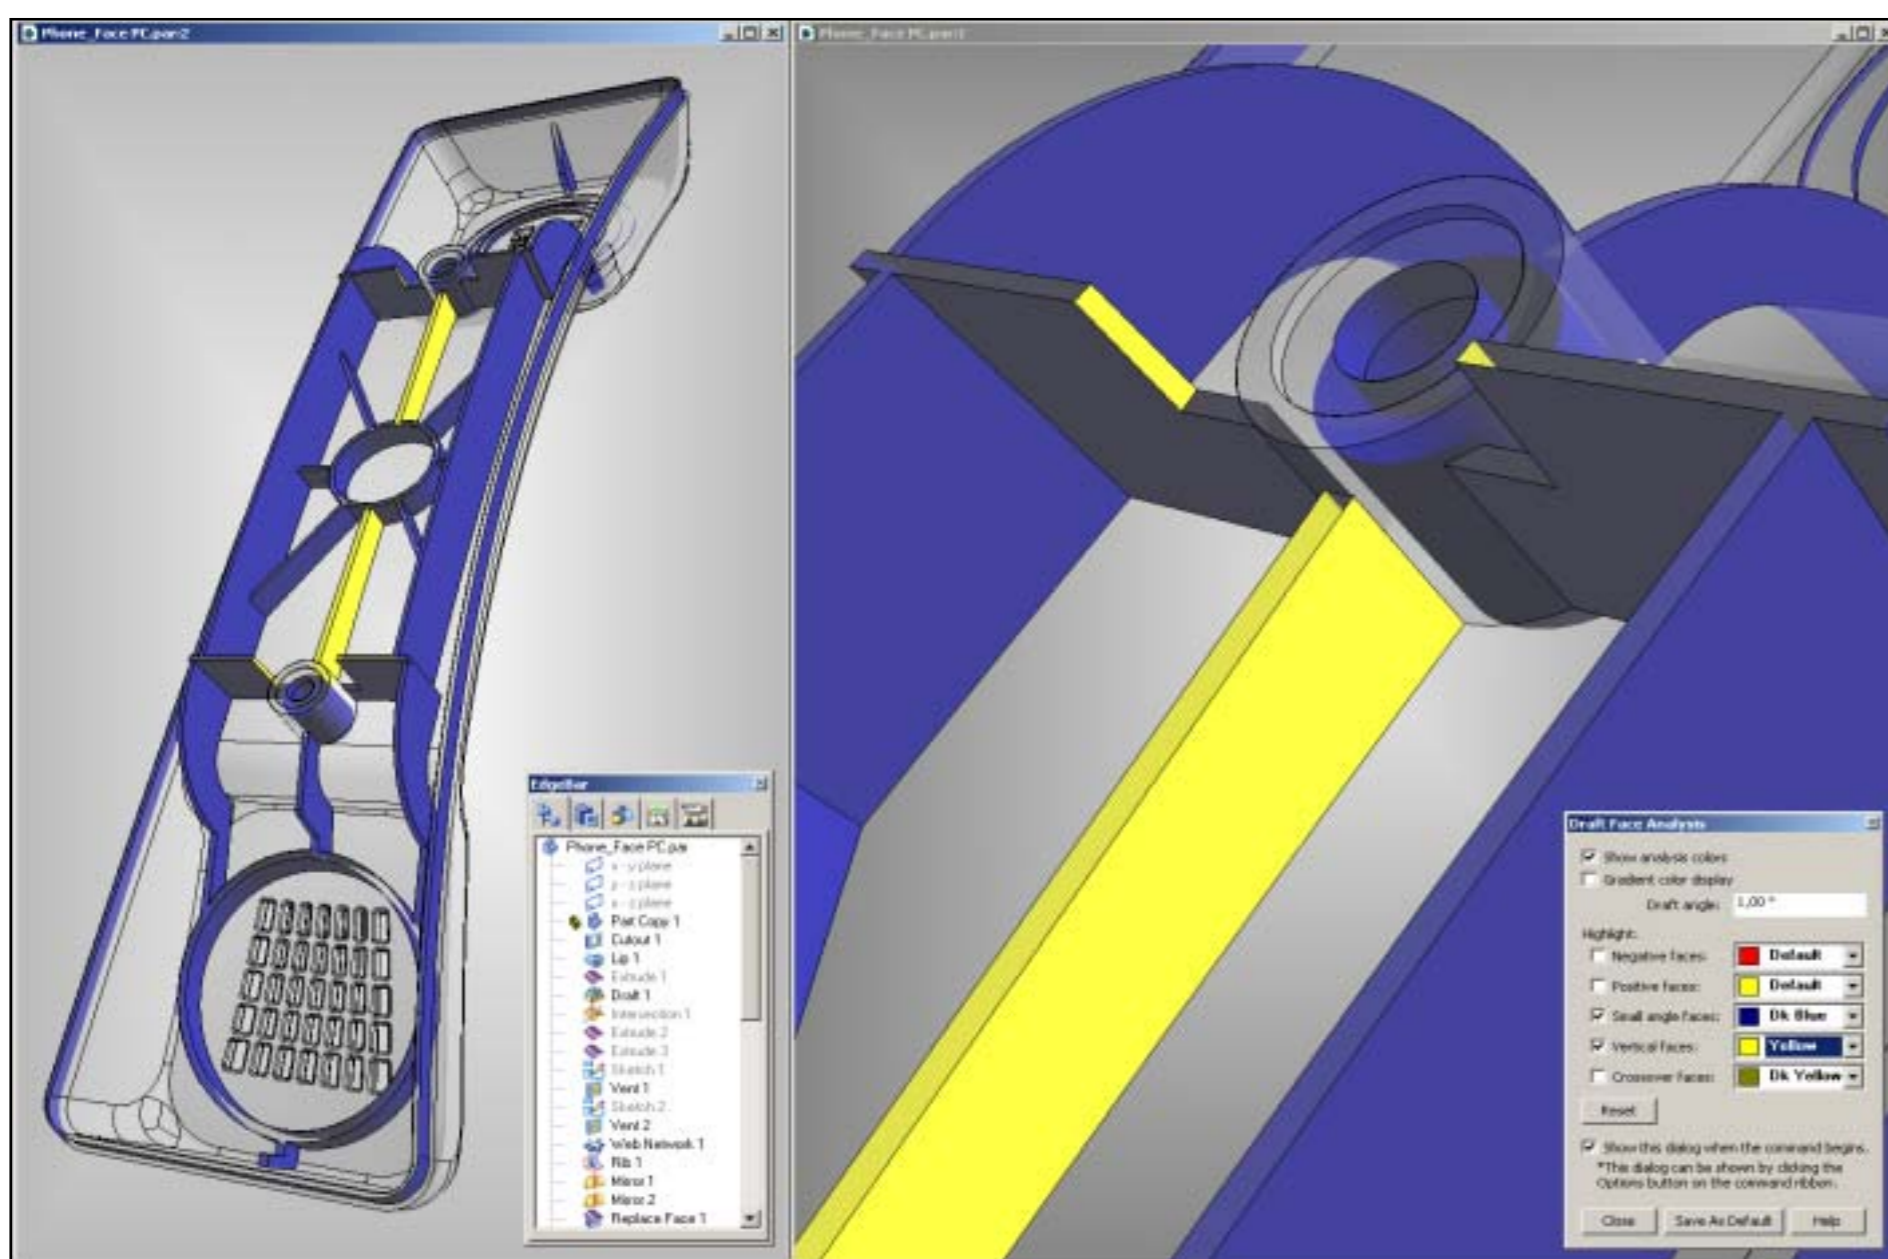 Phone_Face PC.par:2
Phone_Face PC.par:1
EdgeBar
Phone_Face PC.par
x - y plane
y - z plane
x - z plane
Part Copy 1
Cutout 1
Lip 1
Extrude 1
Draft 1
Intersection 1
Extrude 2
Extrude 3
Sketch 1
Vent 1
Sketch 2
Vent 2
Web Network 1
Rib 1
Mirror 1
Mirror 2
Replace Face 1
Draft Face Analysis
Show analysis colors
Gradient color display
Draft angle: 1,00 °
Highlight:
Negative faces: Default
Positive faces: Default
Small angle faces: Dk Blue
Vertical faces: Yellow
Crossover faces: Dk Yellow
Reset
Show this dialog when the command begins.
*This dialog can be shown by clicking the
Options button on the command ribbon.
Close Save As Default Help